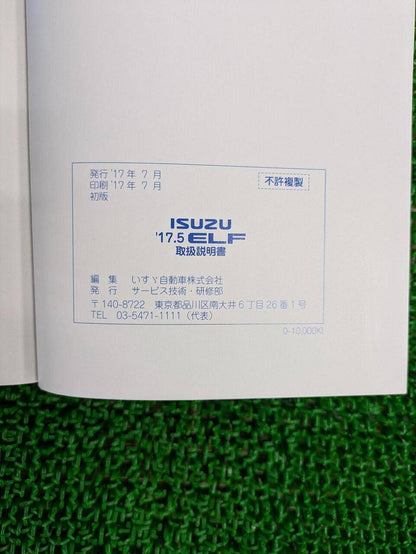 発行 '17年 7月
印刷 '17年 7月
初版
不許複製
ISUZU
'17.5 ELF
取扱説明書
編 集 いすゞ自動車株式会社
発 行 サービス技術・研修部
〒140-8722 東京都品川区南大井6丁目26番1号
TEL 03-5471-1111（代表）
0-10,000KI